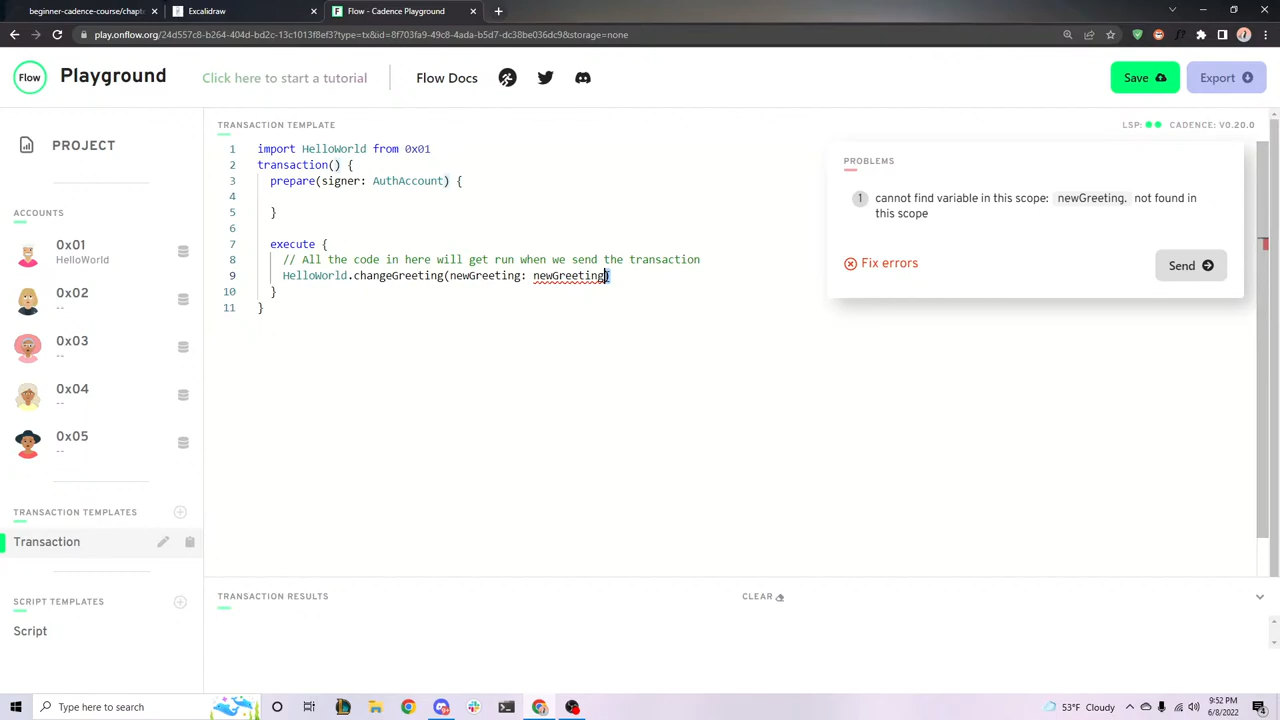 beginner-cadence-course/chapt
Excalidraw
Flow - Cadence Playground
play.onflow.org/24d557c8-b264-404d-bd2c-13c1013f8ef3?type=tx&id=8f703fa9-49c8-4ada-b5d7-dc38be036dc9&storage=none
Flow
Playground
Click here to start a tutorial
Flow Docs
Save
Export
PROJECT
ACCOUNTS
0x01
HelloWorld
0x02
--
0x03
--
0x04
--
0x05
--
TRANSACTION TEMPLATES
Transaction
SCRIPT TEMPLATES
Script
TRANSACTION TEMPLATE
LSP:
CADENCE: V0.20.0
1 import HelloWorld from 0x01
2 transaction() {
3 prepare(signer: AuthAccount) {
4
5 }
6
7 execute {
8 // All the code in here will get run when we send the transaction
9 HelloWorld.changeGreeting(newGreeting: newGreeting)
10 }
11 }
PROBLEMS
1 cannot find variable in this scope: newGreeting. not found in
this scope
Fix errors
Send
TRANSACTION RESULTS
CLEAR
Type here to search
53°F Cloudy
9:52 PM
6/8/2022
4